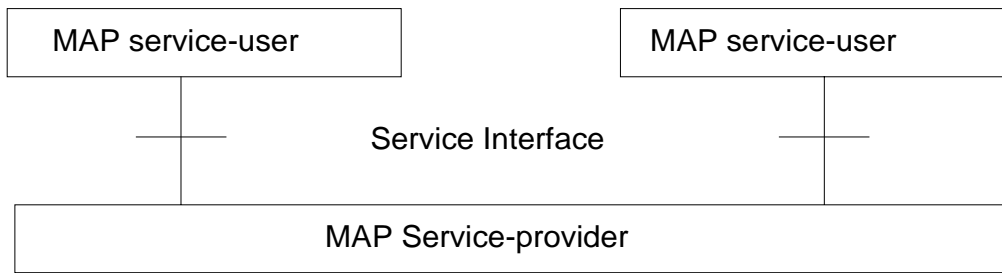 MAP service-user
MAP service-user
Service Interface
MAP Service-provider